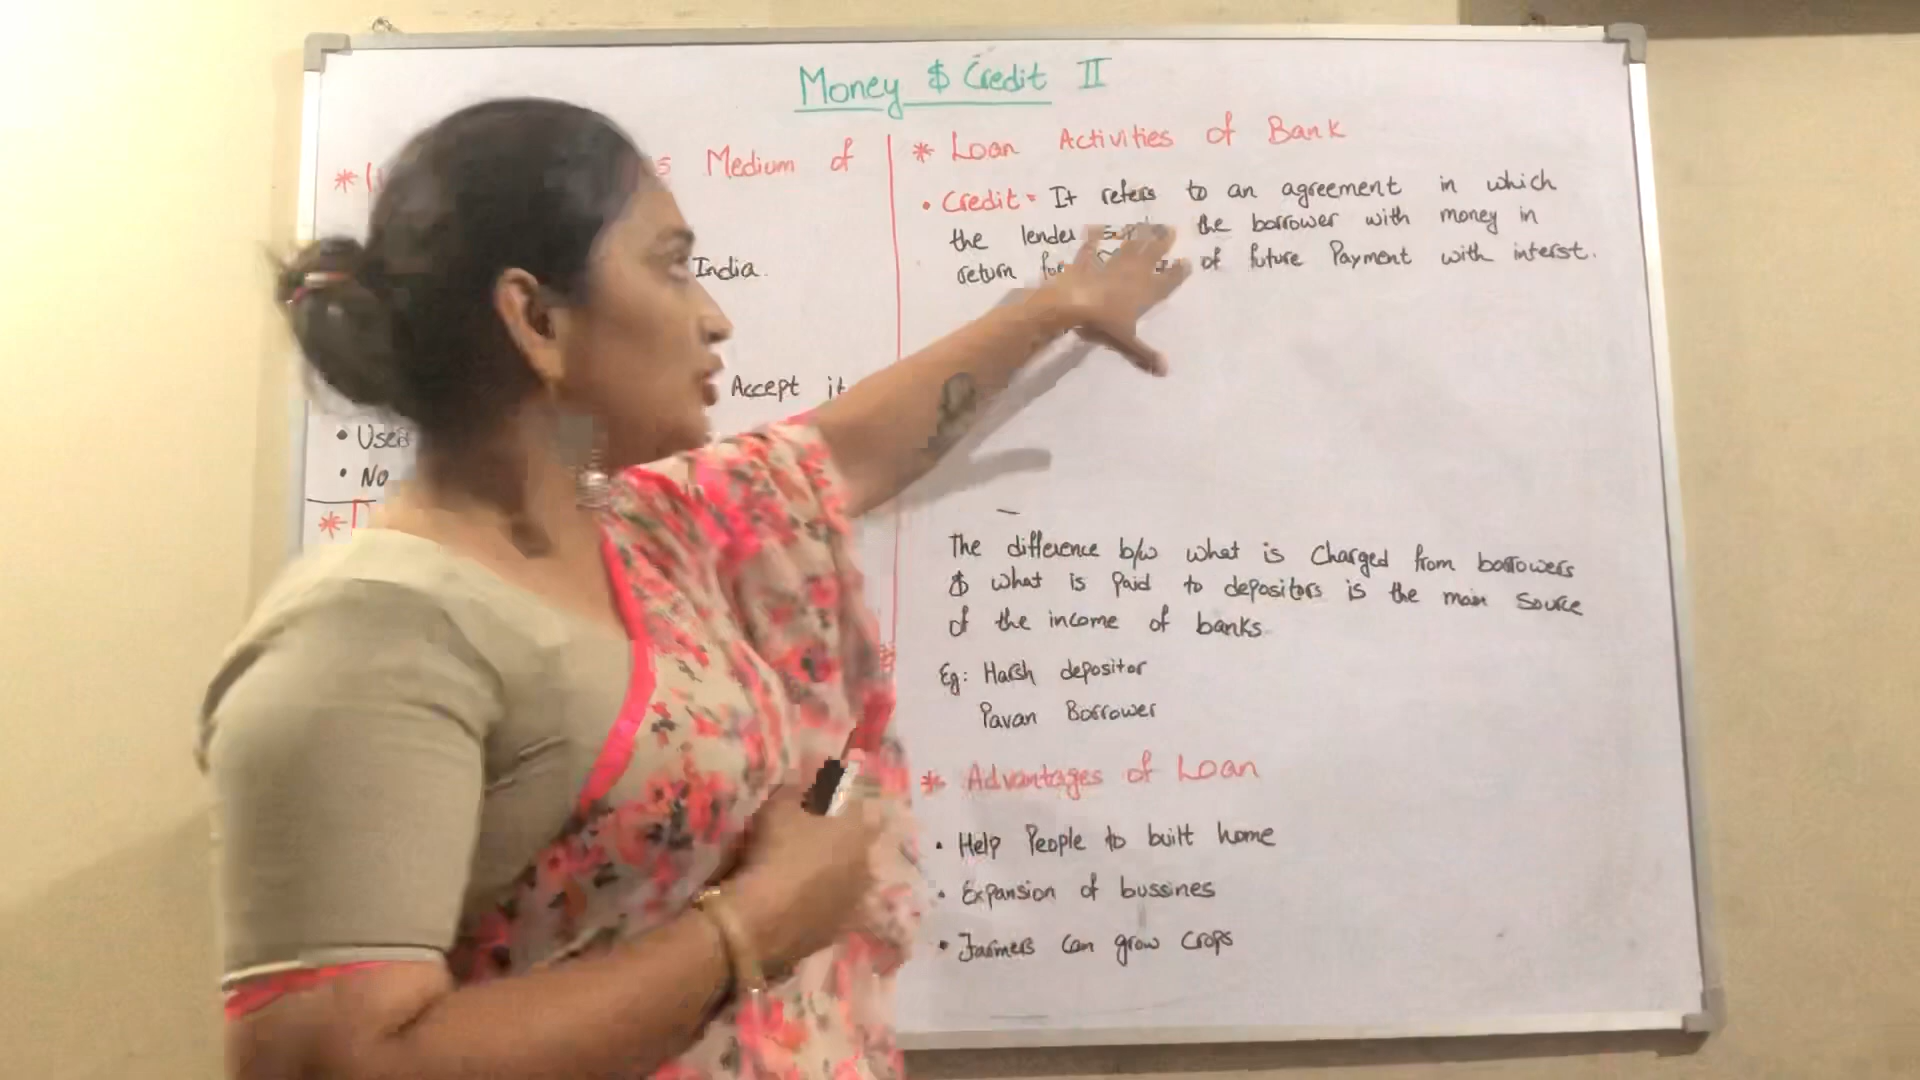 Money $ Credit II
Medium of
India.
Accept it
• Used
• No
* Loan Activities of Bank
• Credit = It refers to an agreement in which
the lender the borrower with money in
return for of future Payment with interst.
The difference b/w what is Charged from borrowers
$ what is paid to depositors is the main source
of the income of banks.
Eg: Harsh depositor
Pavan Borrower
* Advantages of Loan
• Help People to built home
• Expansion of bussines
• Farmers Can grow crops